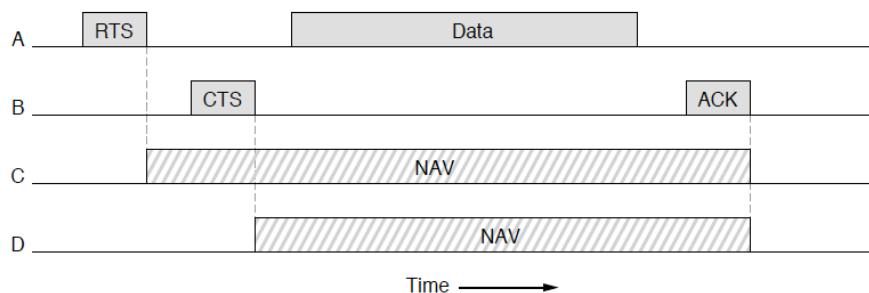 A RTS Data
B CTS ACK
C NAV
D NAV
Time